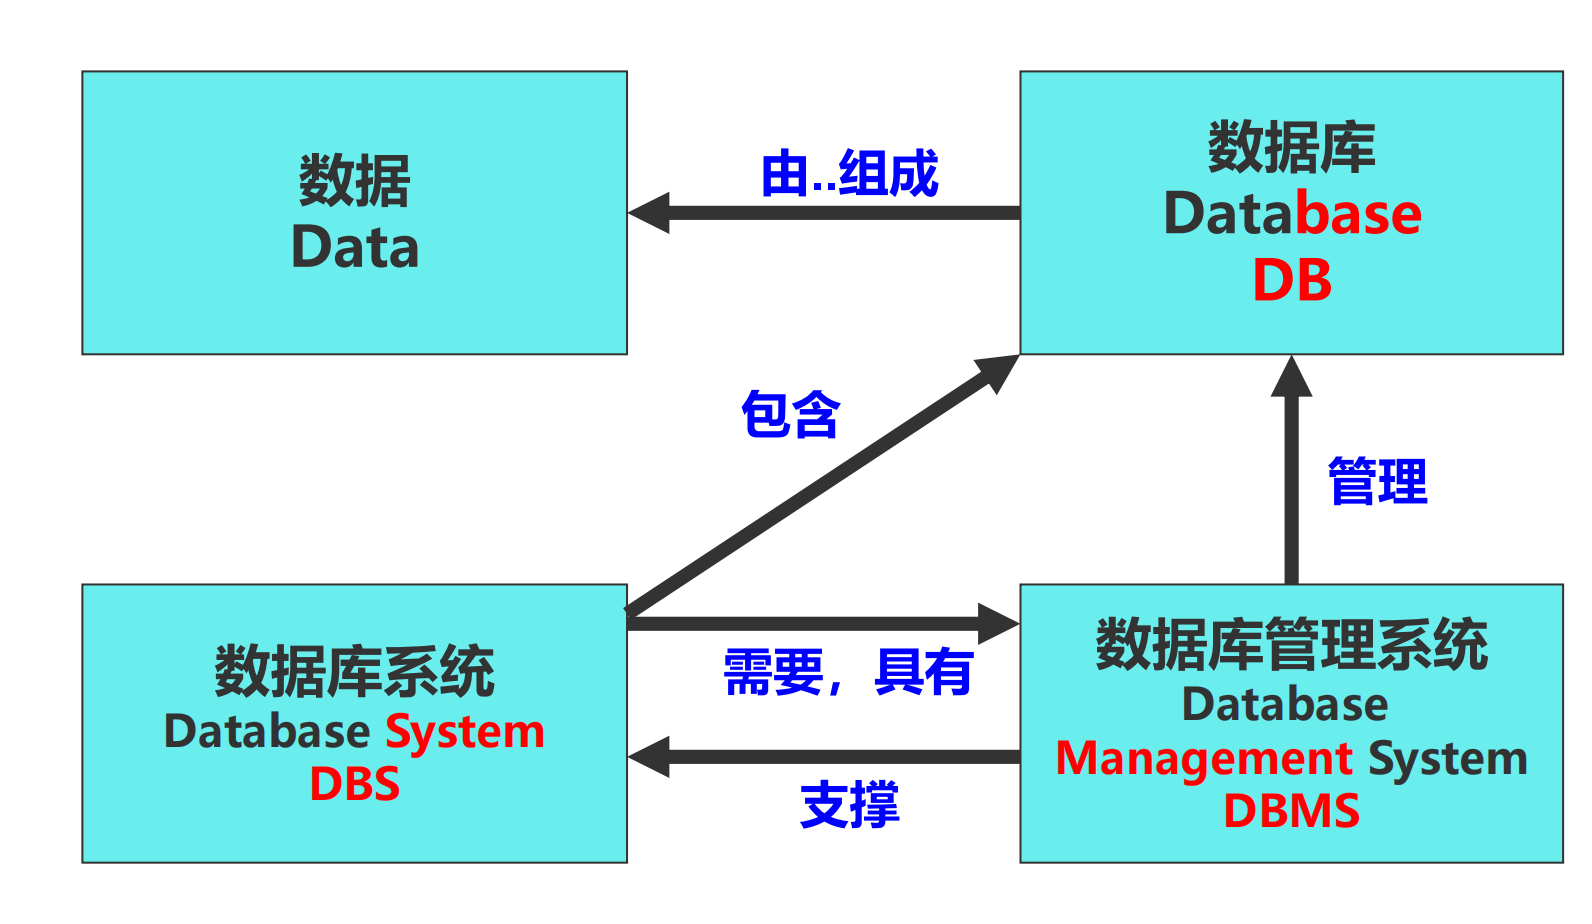 数据
Data
由..组成
数据库
Database
DB
包含
管理
数据库系统
Database System
DBS
需要，具有
支撑
数据库管理系统
Database
Management System
DBMS